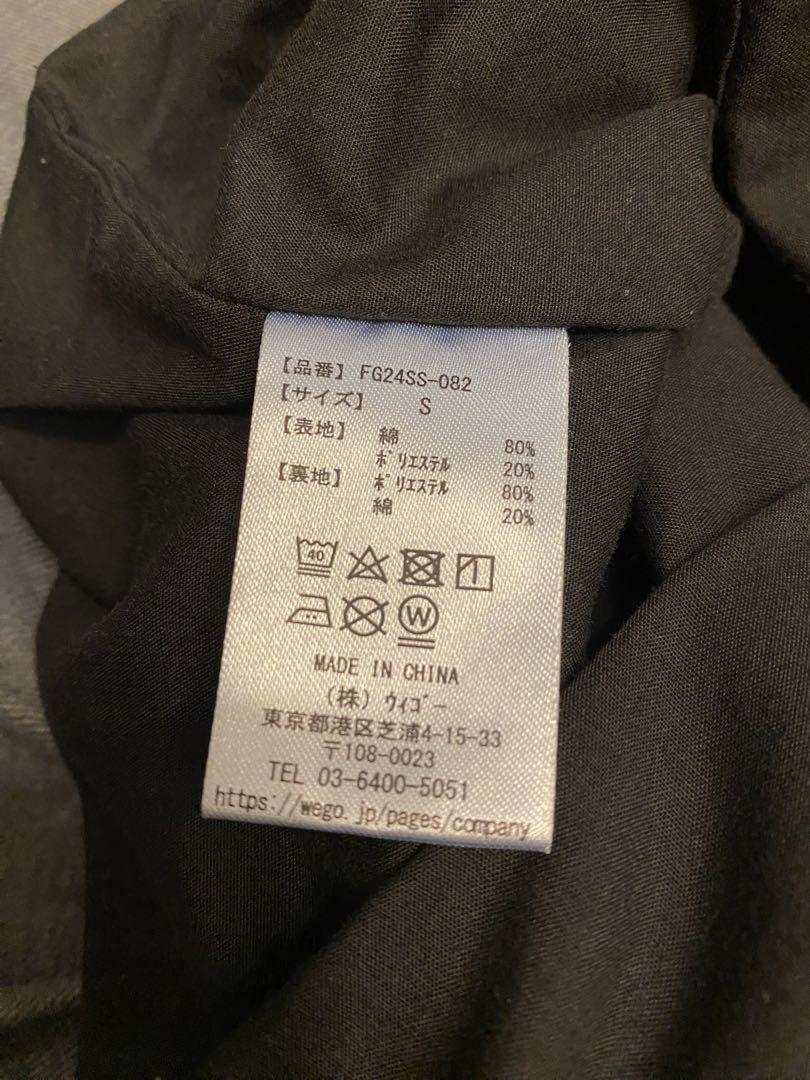 【品番】FG24SS-082
【サイズ】 S
【表地】 綿 80%
ﾎﾟﾘｴｽﾃﾙ 20%
【裏地】 ﾎﾟﾘｴｽﾃﾙ 80%
綿 20%
40
W
MADE IN CHINA
(株) ｳｨｺﾞｰ
東京都港区芝浦4-15-33
〒108-0023
TEL 03-6400-5051
https://wego.jp/pages/company